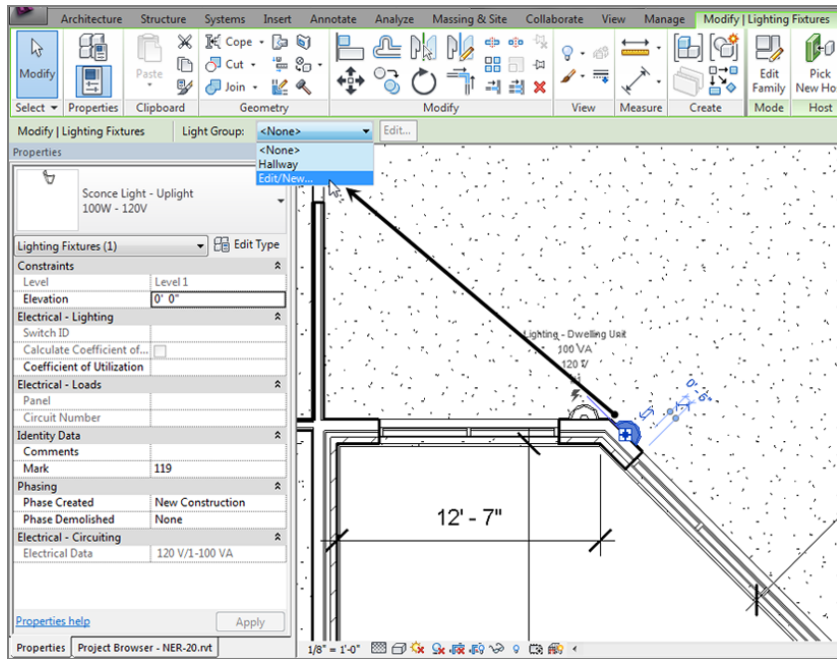 Architecture Structure Systems Insert Annotate Analyze Massing & Site Collaborate View Manage Modify | Lighting Fixtures
Modify Paste Cope Cut Join Edit Family Pick New Ho
Select Properties Clipboard Geometry Modify View Measure Create Mode Host
Modify | Lighting Fixtures Light Group: <None> Edit...
<None>
Hallway
Edit/New...
Properties
Sconce Light - Uplight
100W - 120V
Lighting Fixtures (1) Edit Type
Constraints
Level Level 1
Elevation 0' 0"
Electrical - Lighting
Switch ID
Calculate Coefficient of...
Coefficient of Utilization
Electrical - Loads
Panel
Circuit Number
Identity Data
Comments
Mark 119
Phasing
Phase Created New Construction
Phase Demolished None
Electrical - Circuiting
Electrical Data 120 V/1-100 VA
Properties help Apply
Properties Project Browser - NER-20.rvt
Lighting - Dwelling Unit
100 VA
120 V
0' - 6"
12' - 7"
1/8" = 1'-0"